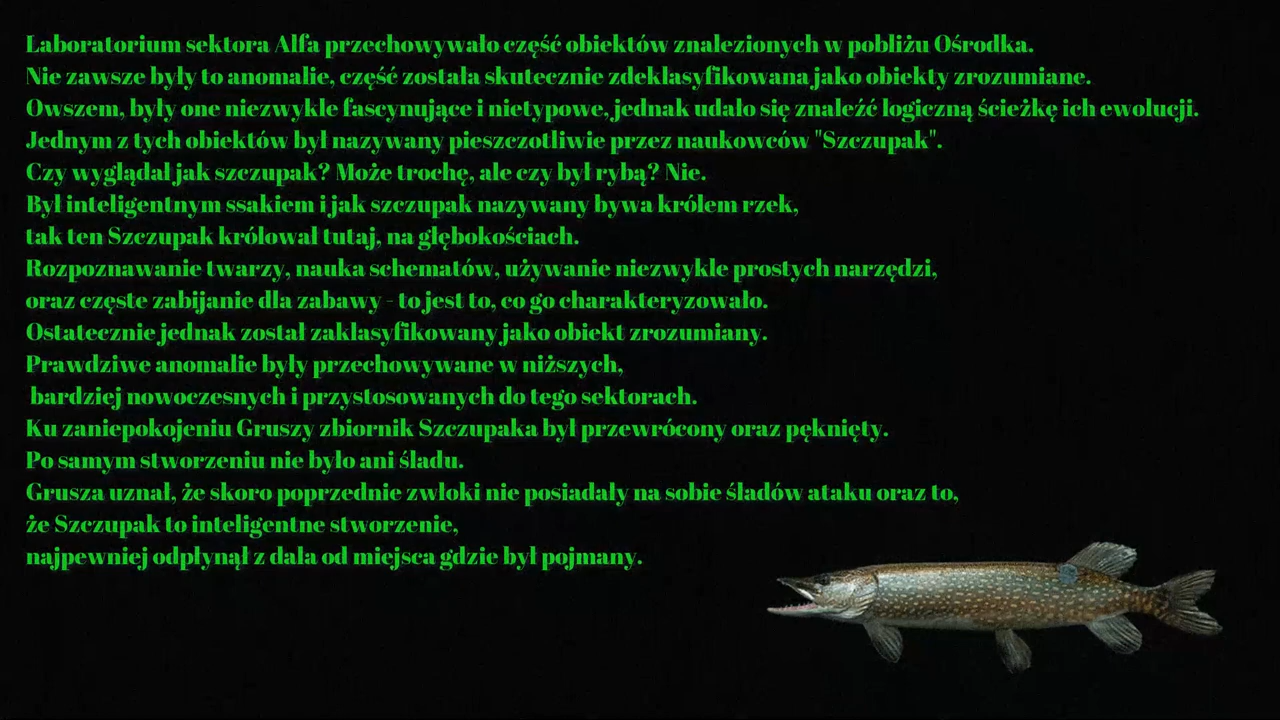 Laboratorium sektora Alfa przechowywało część obiektów znalezionych w pobliżu Ośrodka.
Nie zawsze były to anomalie, część została skutecznie zdeklasyfikowana jako obiekty zrozumiane.
Owszem, były one niezwykle fascynujące i nietypowe, jednak udało się znaleźć logiczną ścieżkę ich ewolucji.
Jednym z tych obiektów był nazywany pieszczotliwie przez naukowców "Szczupak".
Czy wyglądał jak szczupak? Może trochę, ale czy był rybą? Nie.
Był inteligentnym ssakiem i jak szczupak nazywany bywa królem rzek,
tak ten Szczupak królował tutaj, na głębokościach.
Rozpoznawanie twarzy, nauka schematów, używanie niezwykle prostych narzędzi,
oraz częste zabijanie dla zabawy - to jest to, co go charakteryzowało.
Ostatecznie jednak został zaklasyfikowany jako obiekt zrozumiany.
Prawdziwe anomalie były przechowywane w niższych,
bardziej nowoczesnych i przystosowanych do tego sektorach.
Ku zaniepokojeniu Gruszy zbiornik Szczupaka był przewrócony oraz pęknięty.
Po samym stworzeniu nie było ani śladu.
Grusza uznał, że skoro poprzednie zwłoki nie posiadały na sobie śladów ataku oraz to,
że Szczupak to inteligentne stworzenie,
najpewniej odpłynął z dala od miejsca gdzie był pojmany.